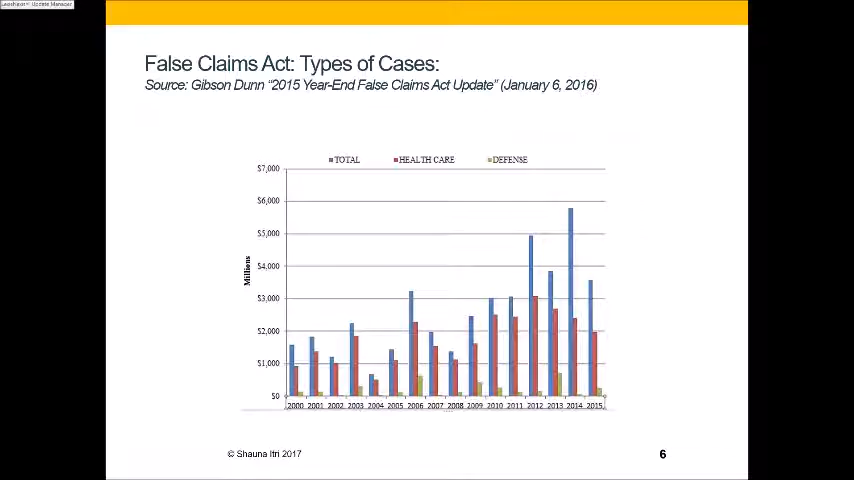 Update Manager
False Claims Act: Types of Cases:
Source: Gibson Dunn “2015 Year-End False Claims Act Update” (January 6, 2016)
TOTAL HEALTH CARE DEFENSE
$7,000
$6,000
$5,000
$4,000
$3,000
$2,000
$1,000
$0
Millions
2000 2001 2002 2003 2004 2005 2006 2007 2008 2009 2010 2011 2012 2013 2014 2015
© Shauna Itri 2017
6